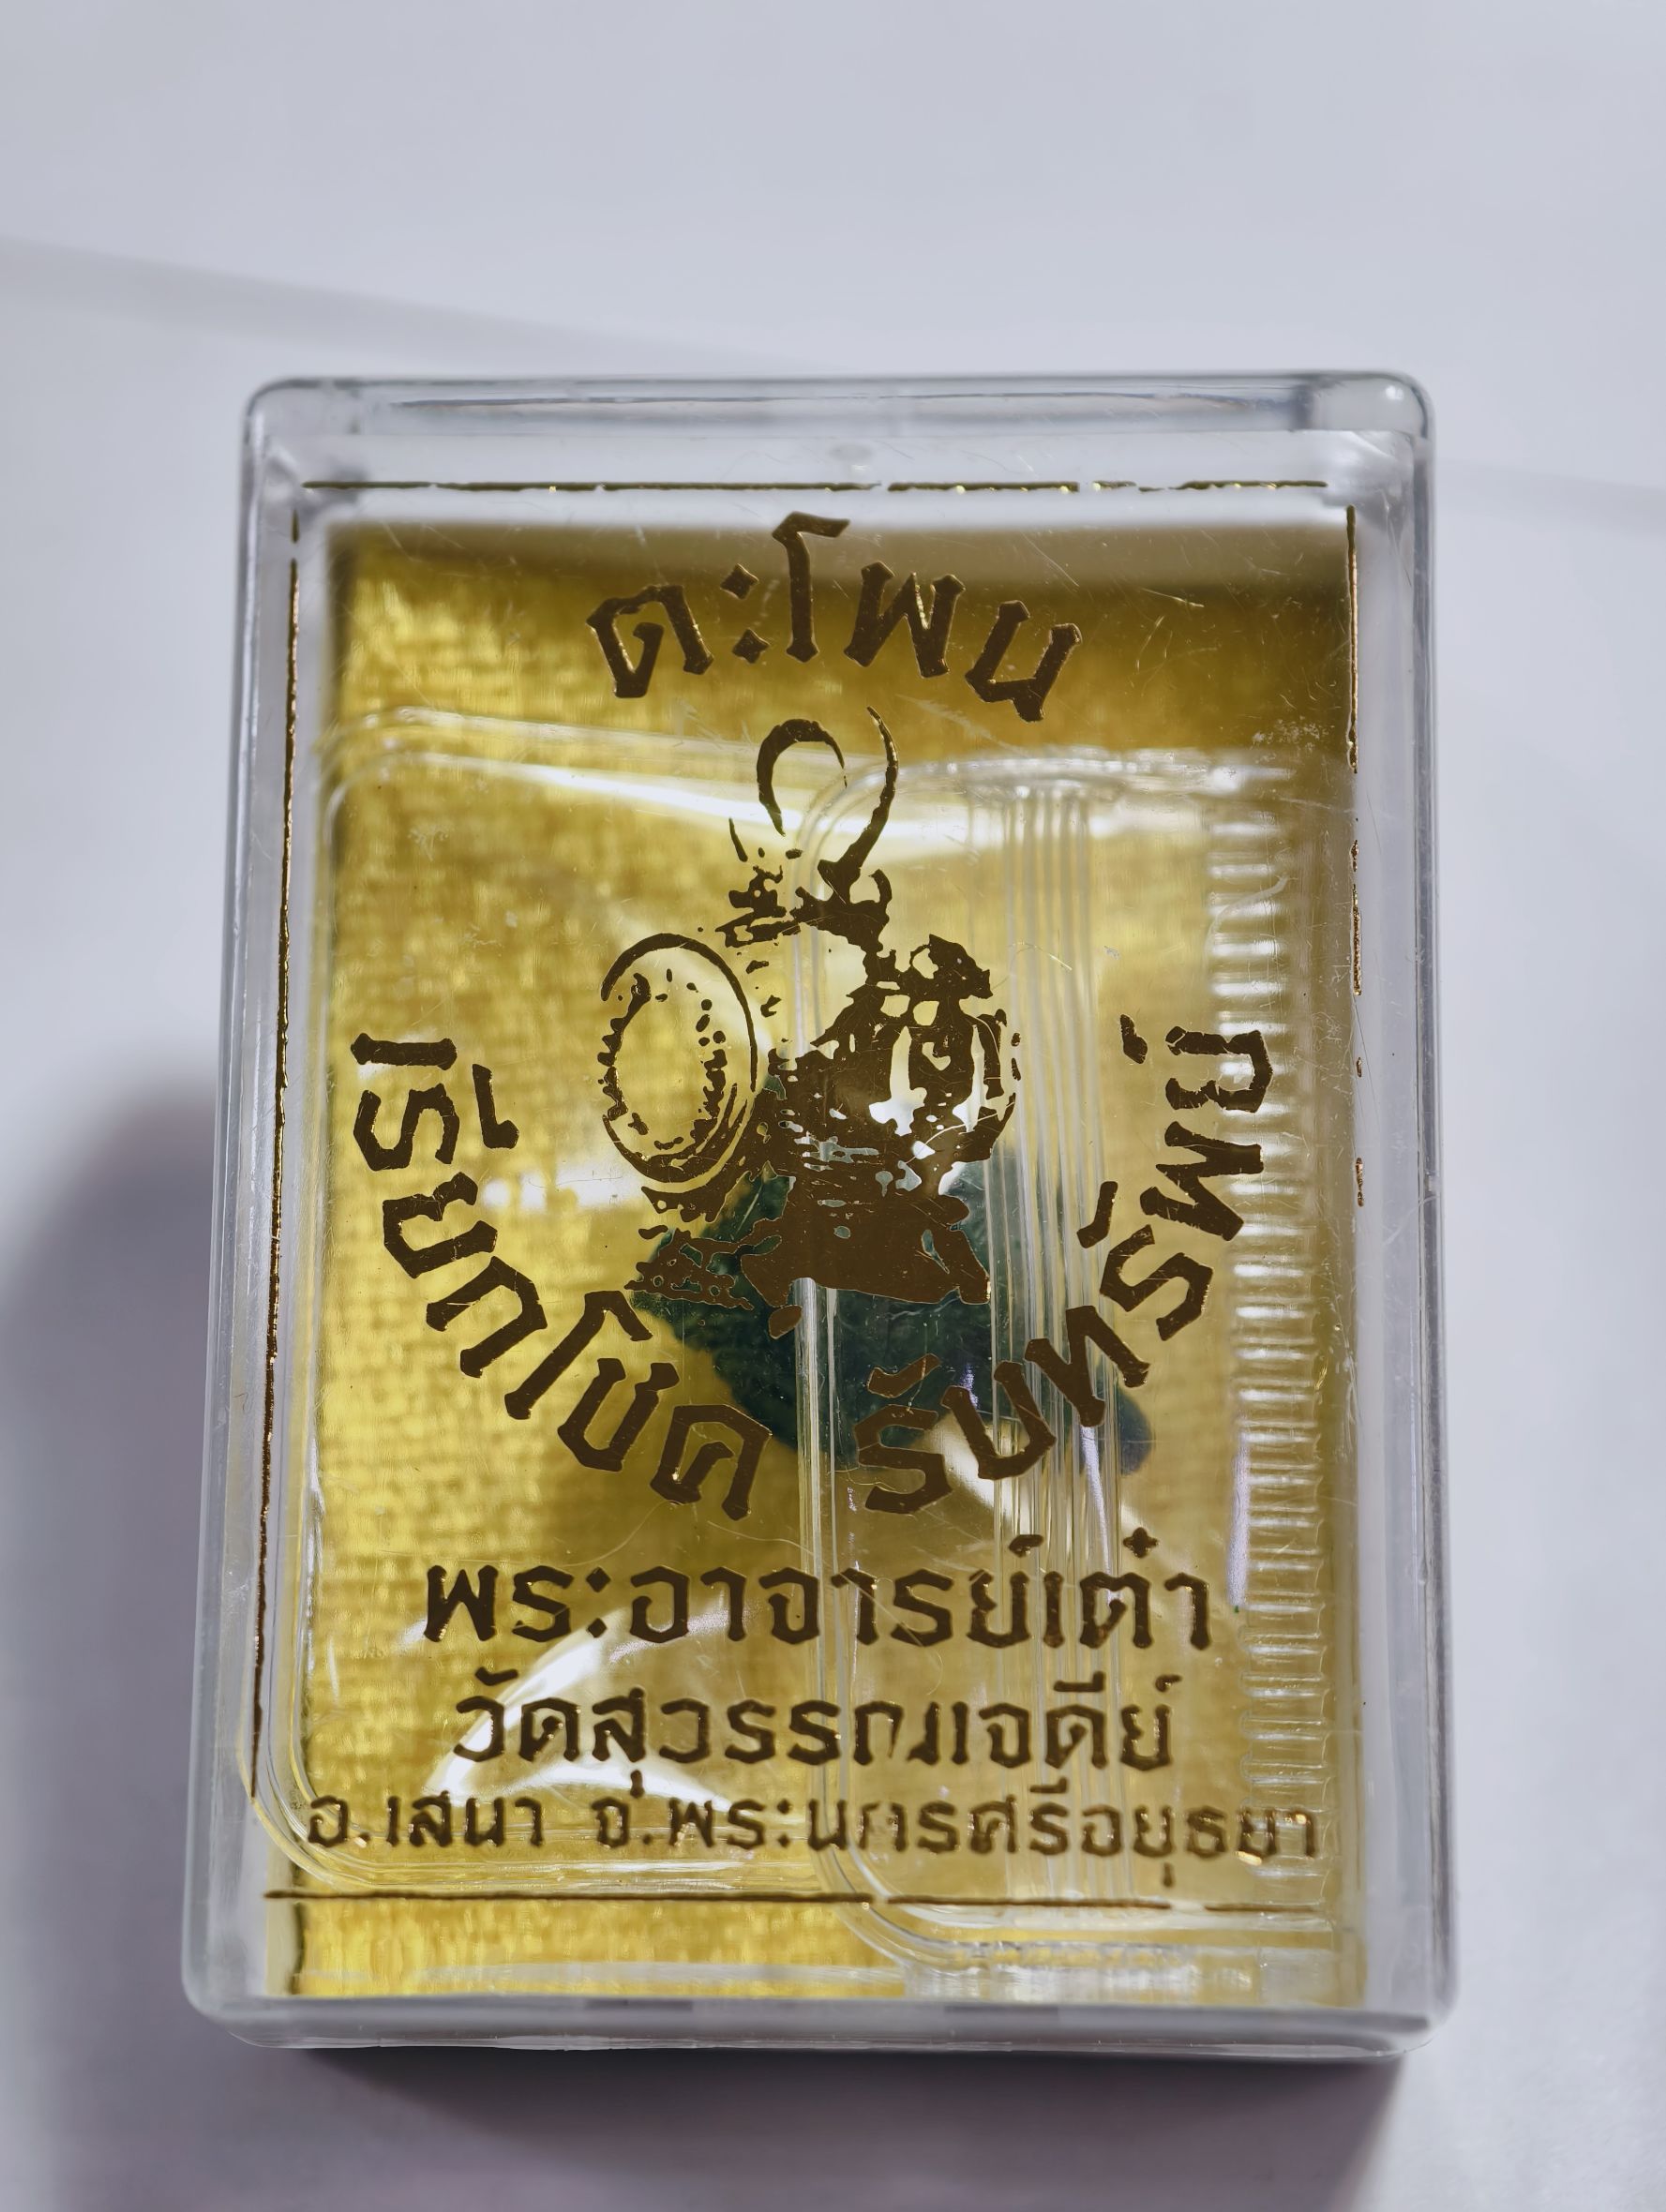 ตะโพน
เรียกโชค รับทรัพย์
พระอาจารย์เต๋า
วัดสุวรรณเจดีย์
อ.เสนา จ.พระนครศรีอยุธยา